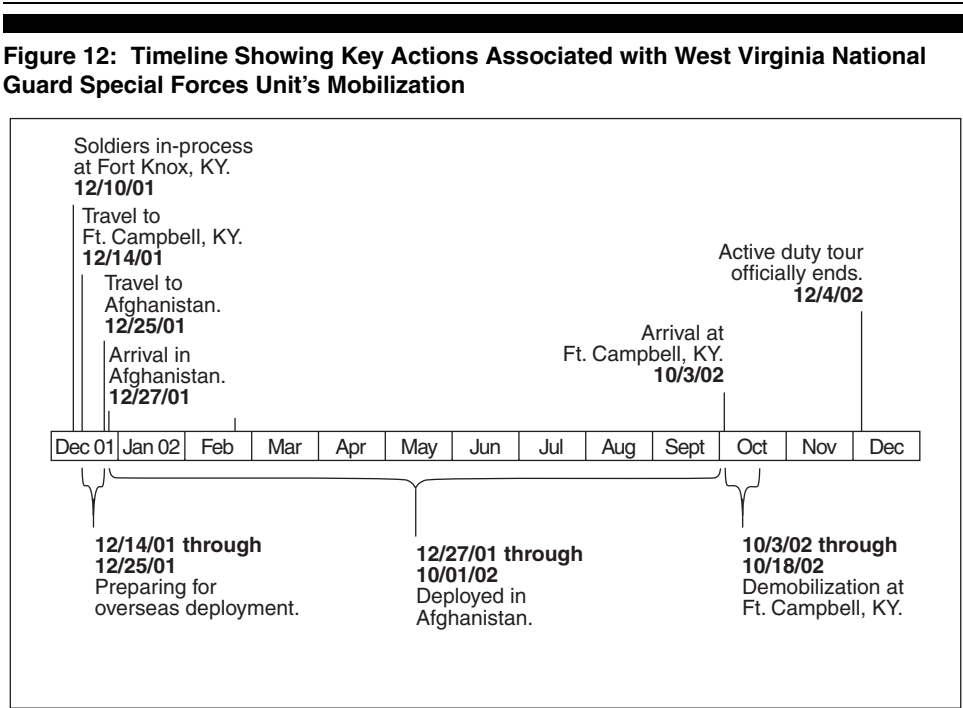 Figure 12:  Timeline Showing Key Actions Associated with West Virginia National
Guard Special Forces Unit's Mobilization
Soldiers in-process
at Fort Knox, KY.
12/10/01
Travel to
Ft. Campbell, KY.
12/14/01
Travel to
Afghanistan.
12/25/01
Arrival in
Afghanistan.
12/27/01
Arrival at
Ft. Campbell, KY.
10/3/02
Active duty tour
officially ends.
12/4/02
Dec 01 Jan 02 Feb Mar Apr May Jun Jul Aug Sept Oct Nov Dec
12/14/01 through
12/25/01
Preparing for
overseas deployment.
12/27/01 through
10/01/02
Deployed in
Afghanistan.
10/3/02 through
10/18/02
Demobilization at
Ft. Campbell, KY.